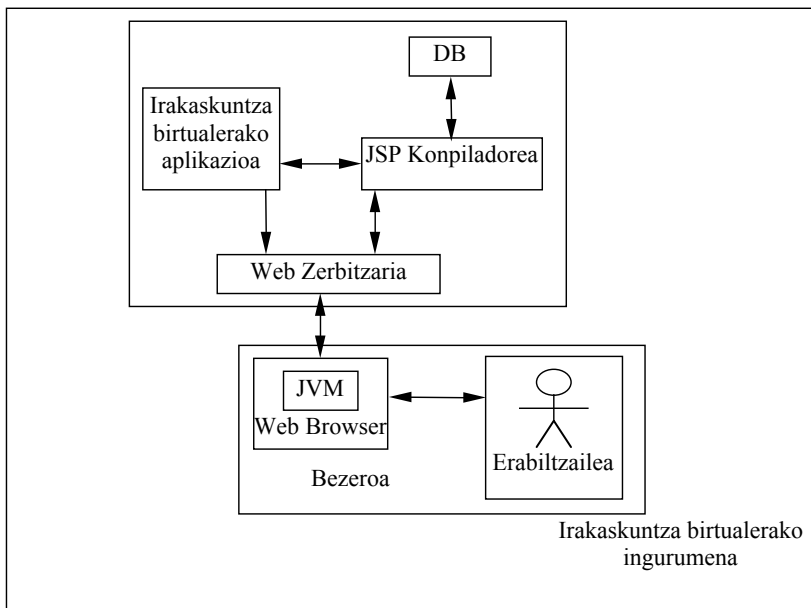 DB
Irakaskuntza
birtualerako
aplikazioa
JSP Konpiladorea
Web Zerbitzaria
JVM
Web Browser
Erabiltzailea
Bezeroa
Irakaskuntza birtualerako
ingurumena